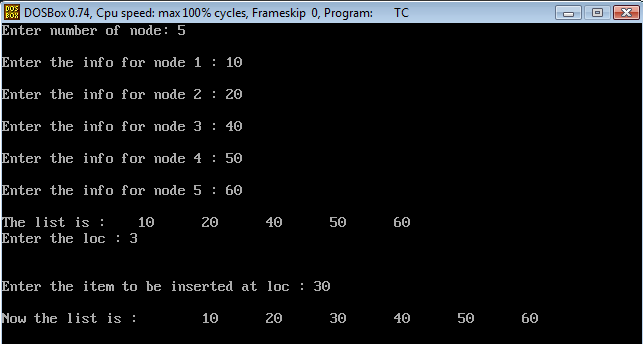 DOSBox 0.74, Cpu speed: max 100% cycles, Frameskip 0, Program: TC
Enter number of node: 5
Enter the info for node 1 : 10
Enter the info for node 2 : 20
Enter the info for node 3 : 40
Enter the info for node 4 : 50
Enter the info for node 5 : 60
The list is : 10 20 40 50 60
Enter the loc : 3
Enter the item to be inserted at loc : 30
Now the list is : 10 20 30 40 50 60